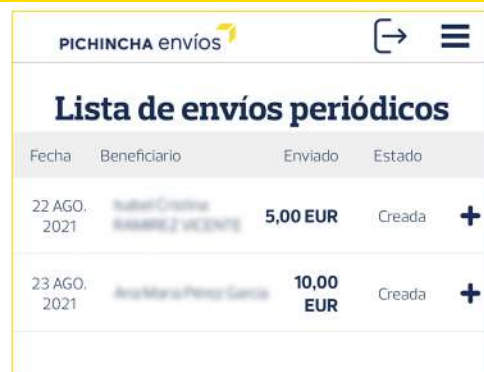 PICHINCHA envíos
Lista de envíos periódicos
Fecha Beneficiario Enviado Estado
22 AGO. 2021 5,00 EUR Creada +
23 AGO. 2021 10,00 EUR Creada +